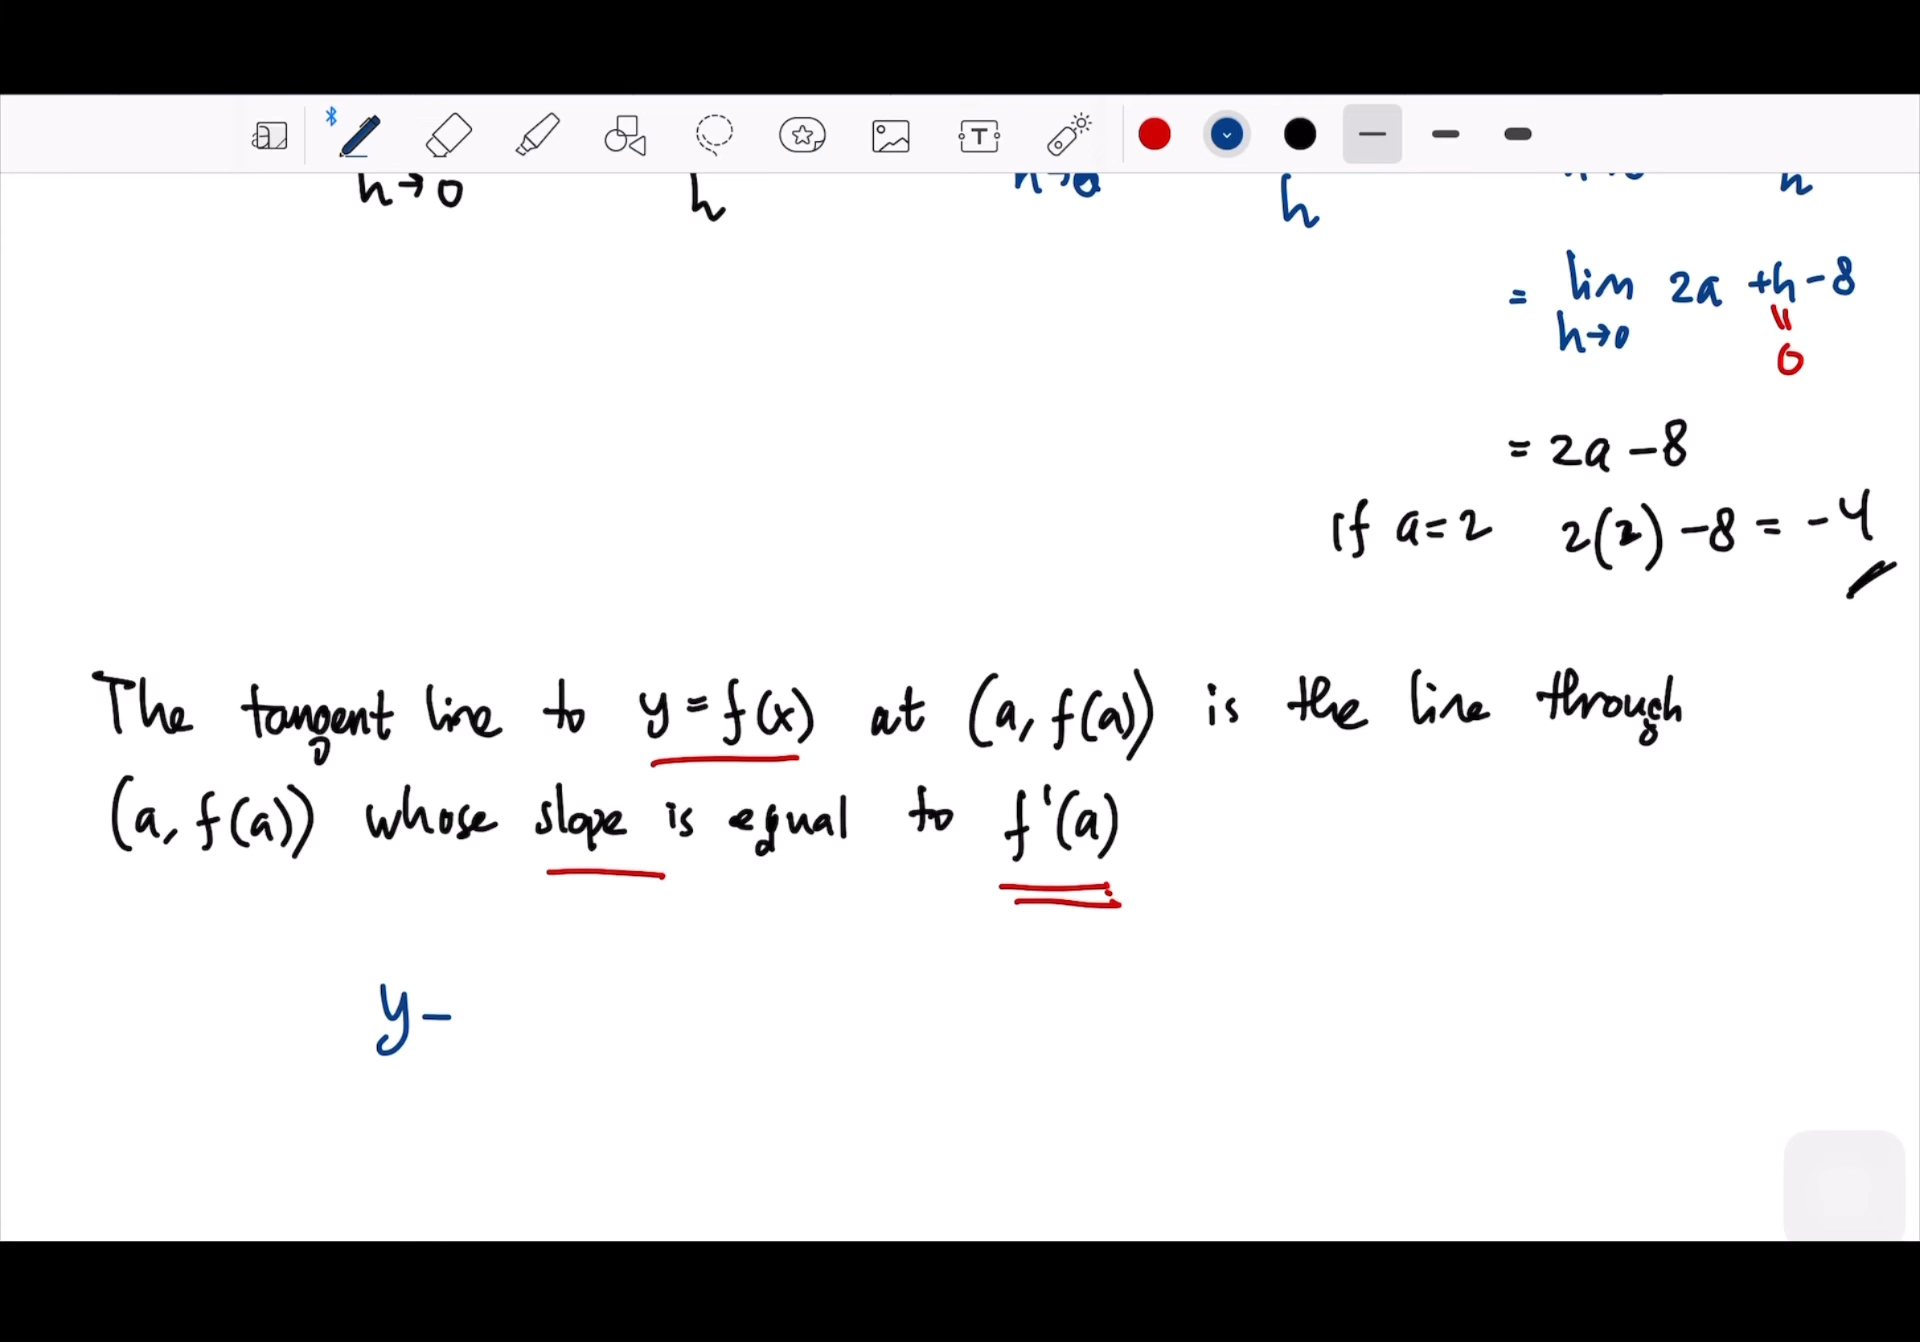 h→0 h h→0 h h
= lim 2a +h-8
h→0 "
0
= 2a -8
If a=2 2(2) -8 = -4
The tangent line to y = f(x) at (a, f(a)) is the line through
(a, f(a)) whose slope is equal to f'(a)
y-